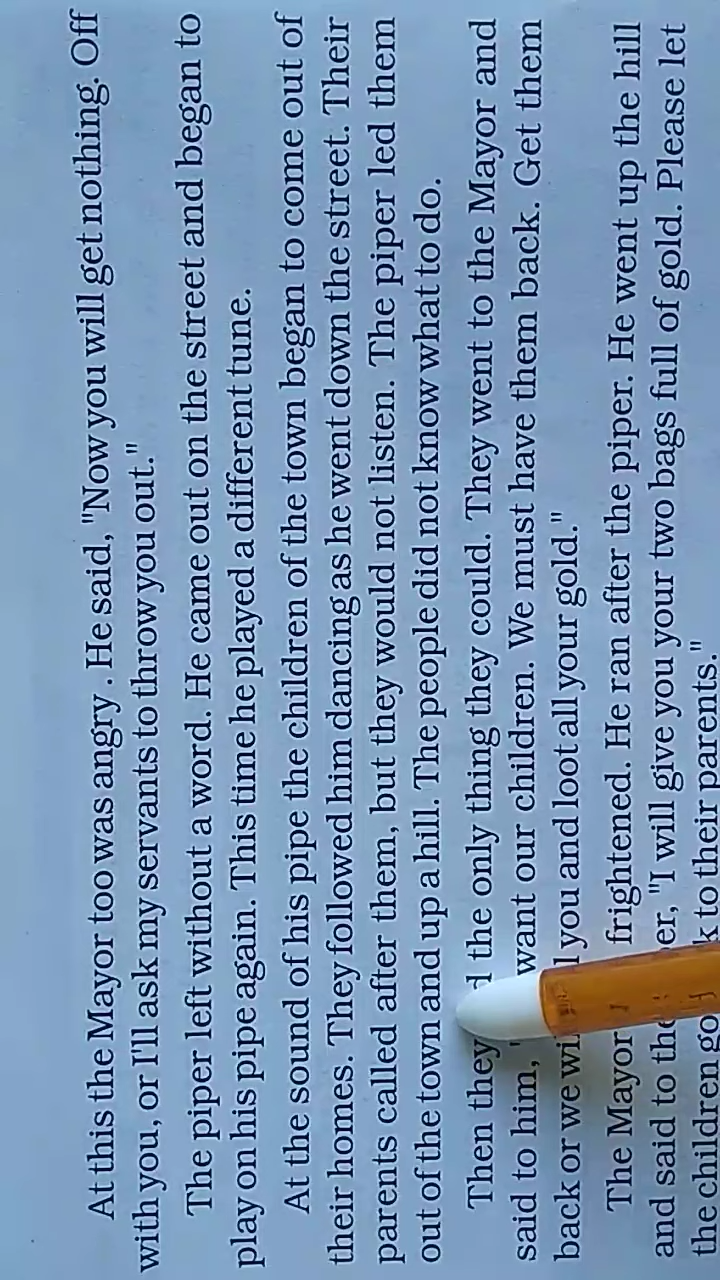 At this the Mayor too was angry . He said, "Now you will get nothing. Off
with you, or I'll ask my servants to throw you out."
The piper left without a word. He came out on the street and began to
play on his pipe again. This time he played a different tune.
At the sound of his pipe the children of the town began to come out of
their homes. They followed him dancing as he went down the street. Their
parents called after them, but they would not listen. The piper led them
out of the town and up a hill. The people did not know what to do.
Then they the only thing they could. They went to the Mayor and
said to him, want our children. We must have them back. Get them
back or we you and loot all your gold."
The Mayor frightened. He ran after the piper. He went up the hill
and said to "I will give you your two bags full of gold. Please let
the children go to their parents."